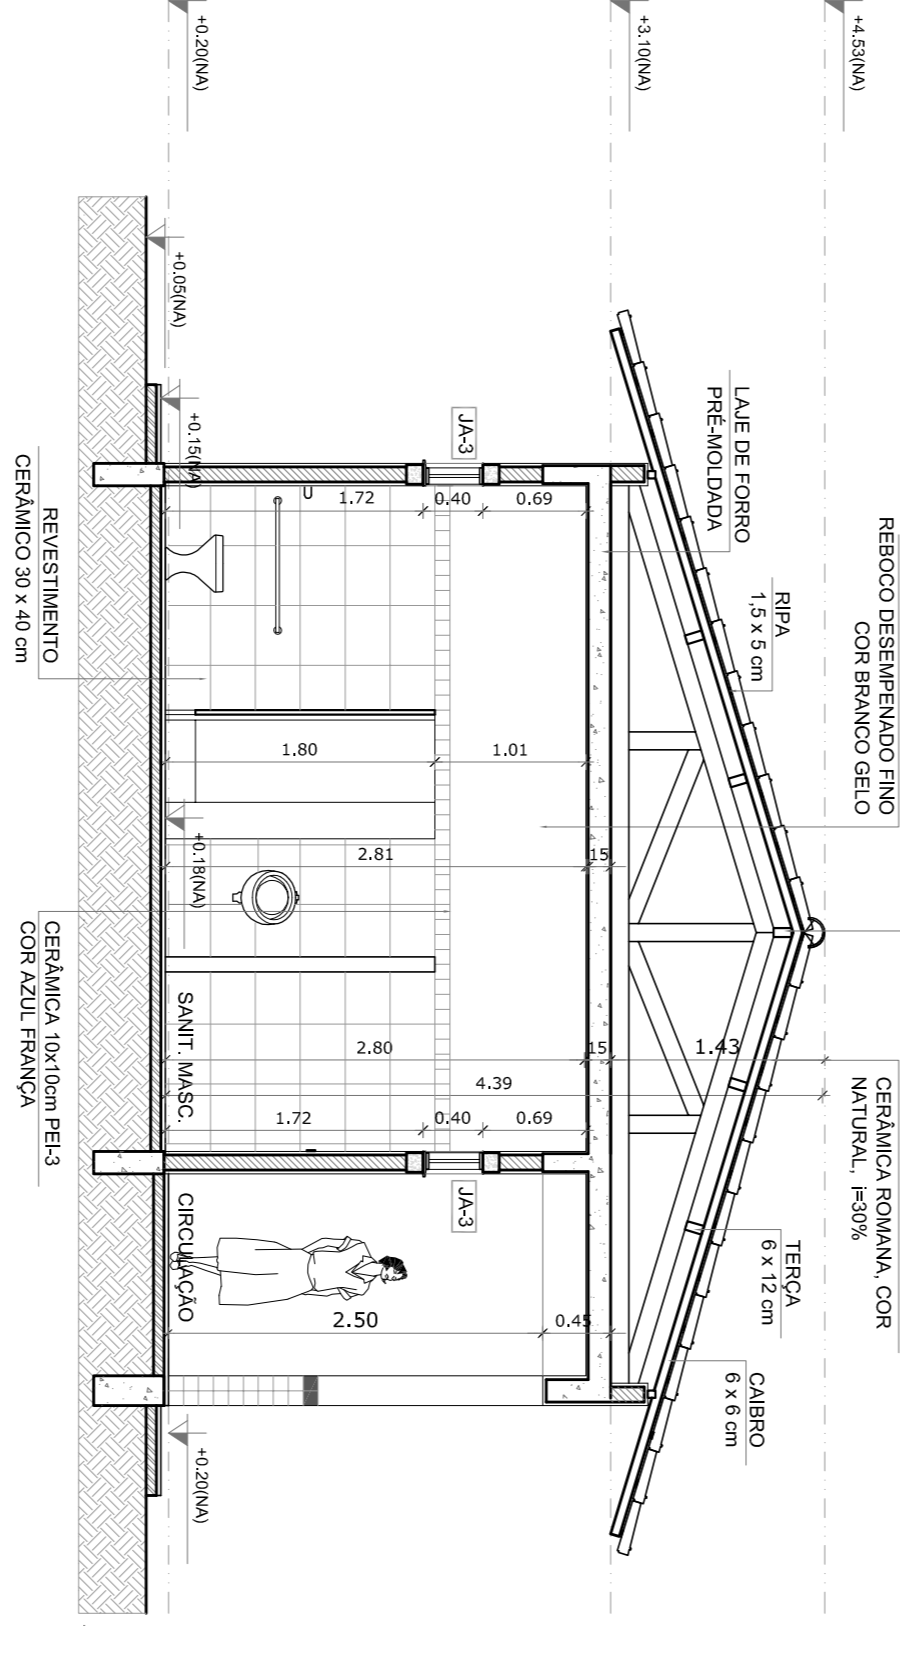 +4.53(NA)
+3.10(NA)
+0.20(NA)
REBOCO DESEMPENADO FINO
COR BRANCO GELO
CERÂMICA ROMANA, COR
NATURAL, i=30%
LAJE DE FORRO
PRÉ-MOLDADA
RIPA
1,5 x 5 cm
TERÇA
6 x 12 cm
CAIBRO
6 x 6 cm
1.43
15
15
0.45
JA-3
JA-3
0.69
0.40
1.72
U
1.01
1.80
2.81
2.80
4.39
0.69
0.40
1.72
2.50
SANIT. MASC.
CIRCULAÇÃO
+0.05(NA)
+0.15(NA)
+0.18(NA)
+0.20(NA)
REVESTIMENTO
CERÂMICO 30 x 40 cm
CERÂMICA 10x10cm PEI-3
COR AZUL FRANÇA